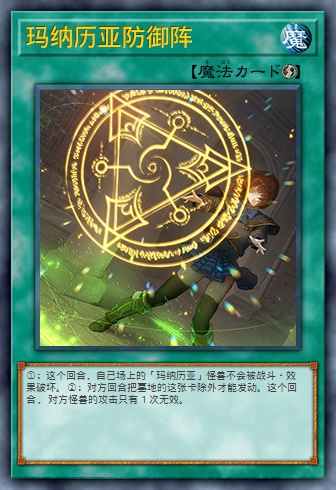 玛纳历亚防御阵
魔
【魔法カード】
①：这个回合，自己场上的「玛纳历亚」怪兽不会被战斗·效
果破坏。②：对方回合把墓地的这张卡除外才能发动。这个回
合，对方怪兽的攻击只有 1 次无效。